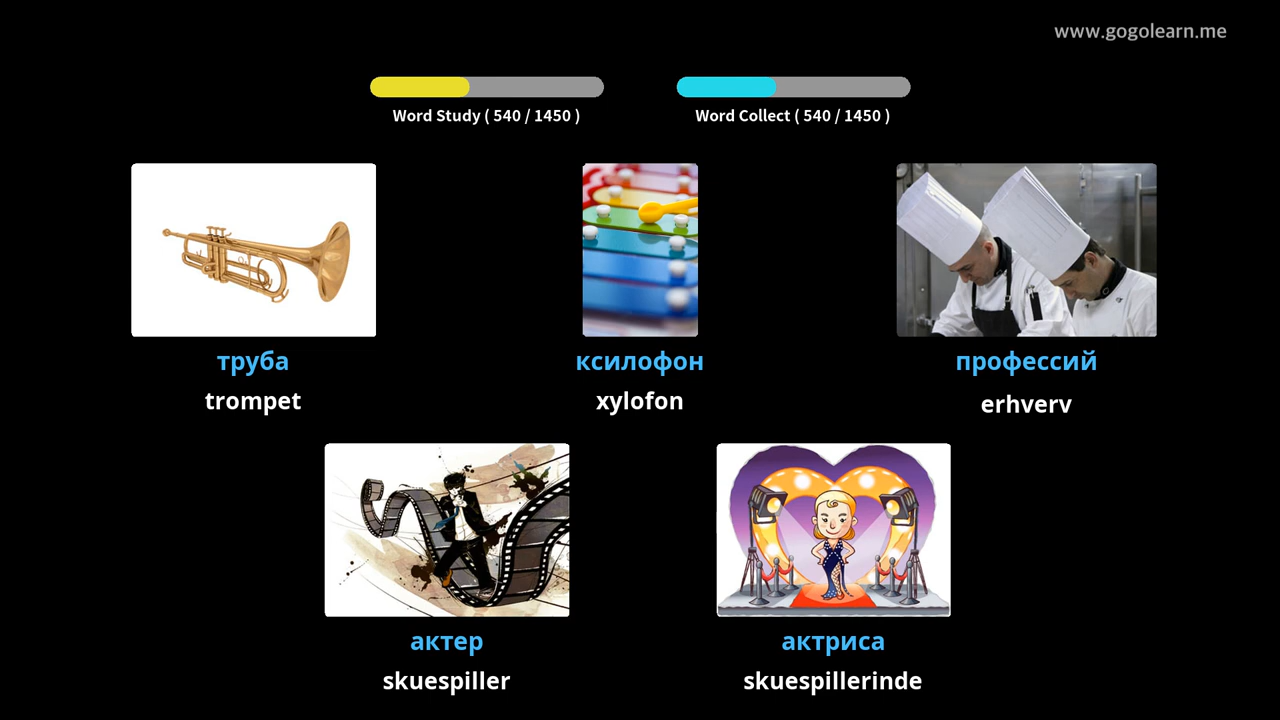 www.gogolearn.me
Word Study ( 540 / 1450 )
Word Collect ( 540 / 1450 )
труба
ксилофон
профессий
trompet
xylofon
erhverv
актер
актриса
skuespiller
skuespillerinde